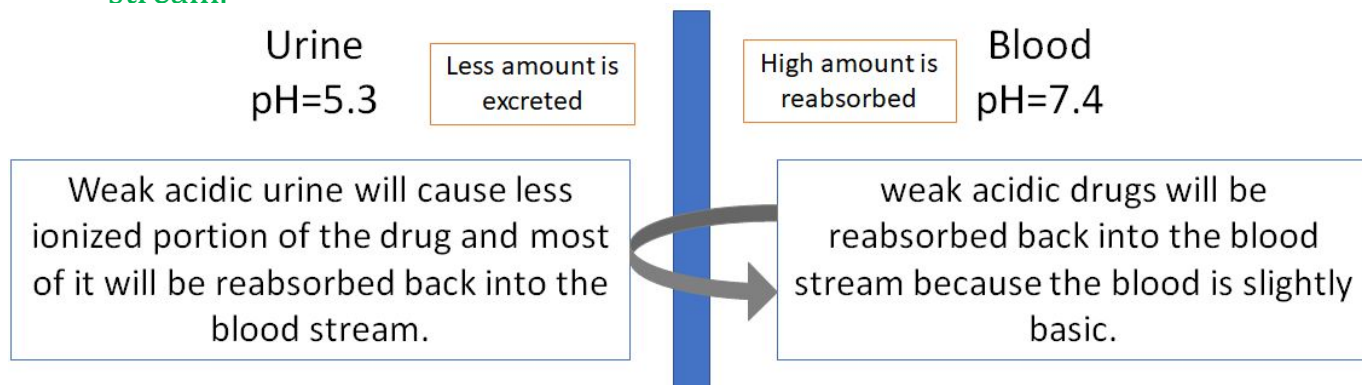 stream.
Urine
pH=5.3
Less amount is
excreted
High amount is
reabsorbed
Blood
pH=7.4
Weak acidic urine will cause less
ionized portion of the drug and most
of it will be reabsorbed back into the
blood stream.
weak acidic drugs will be
reabsorbed back into the blood
stream because the blood is slightly
basic.